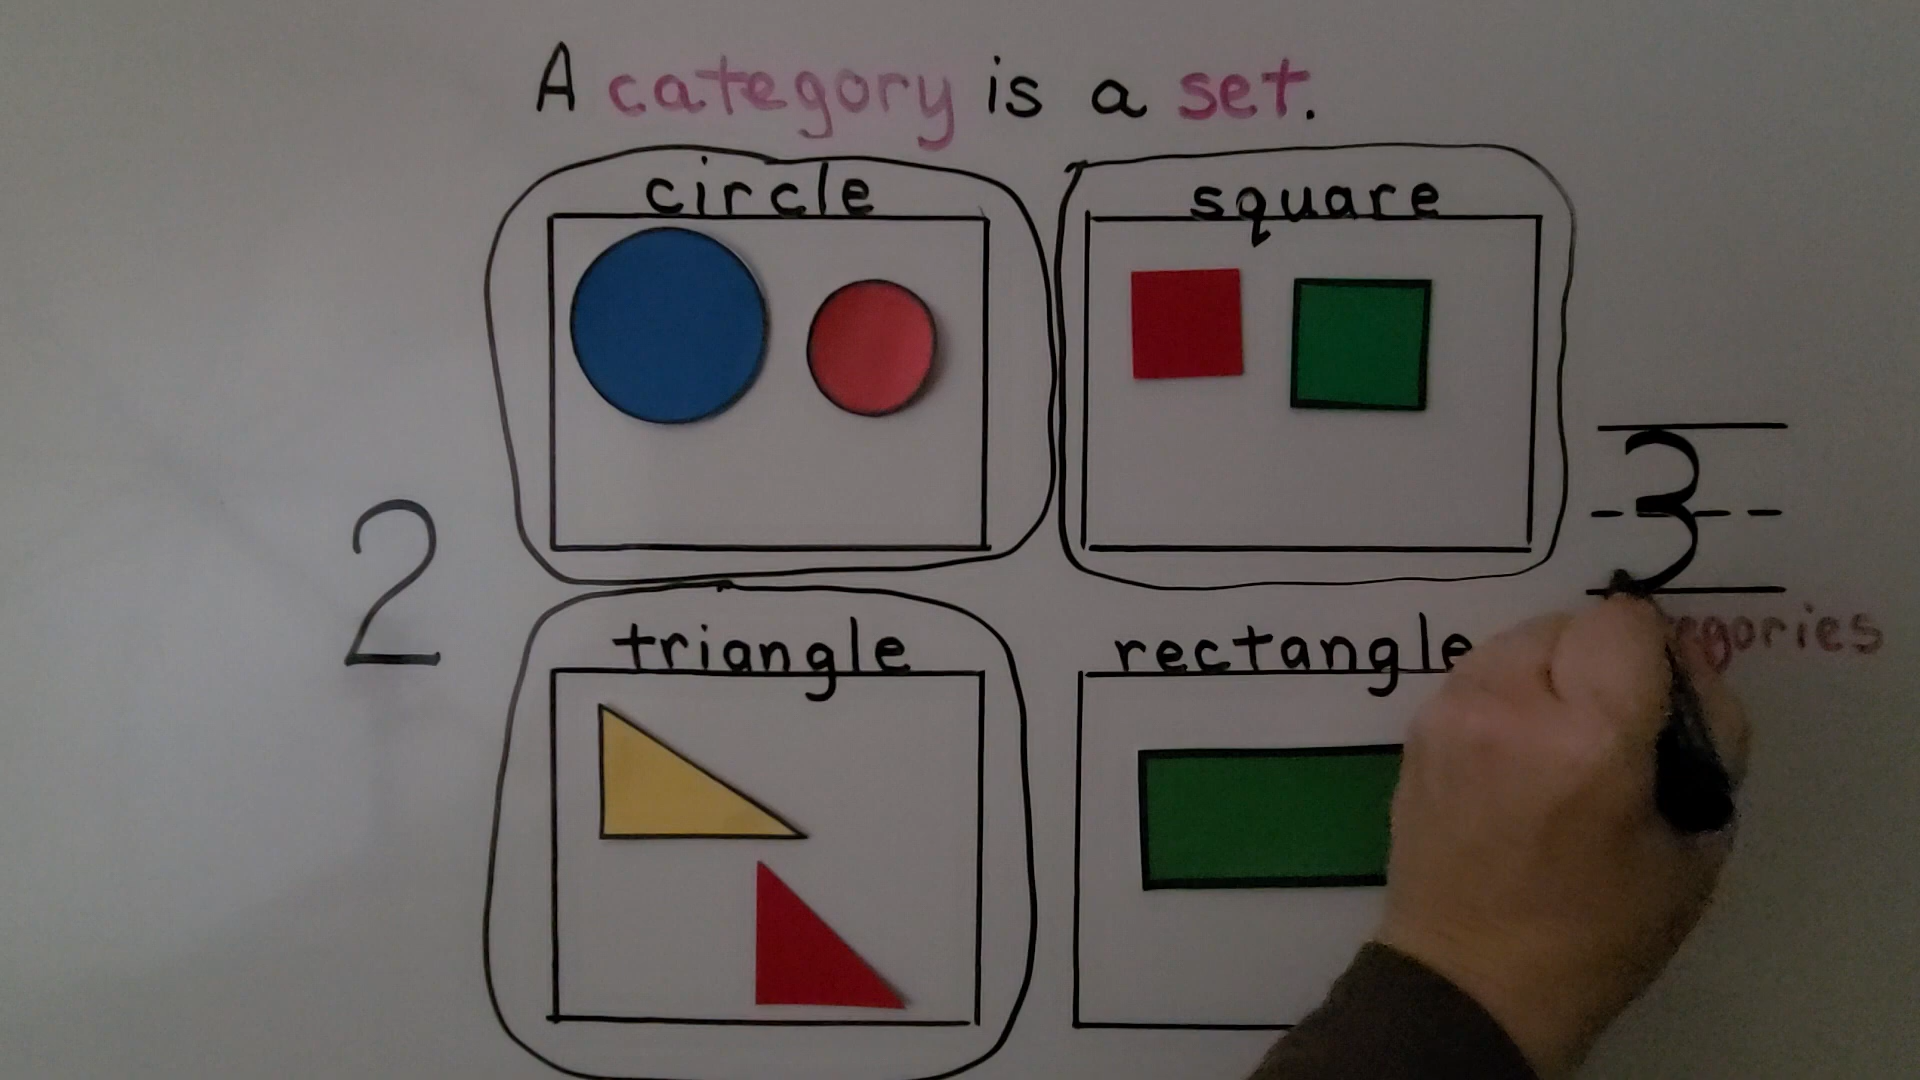 A category is a set.
circle
square
2
3
triangle
rectangle